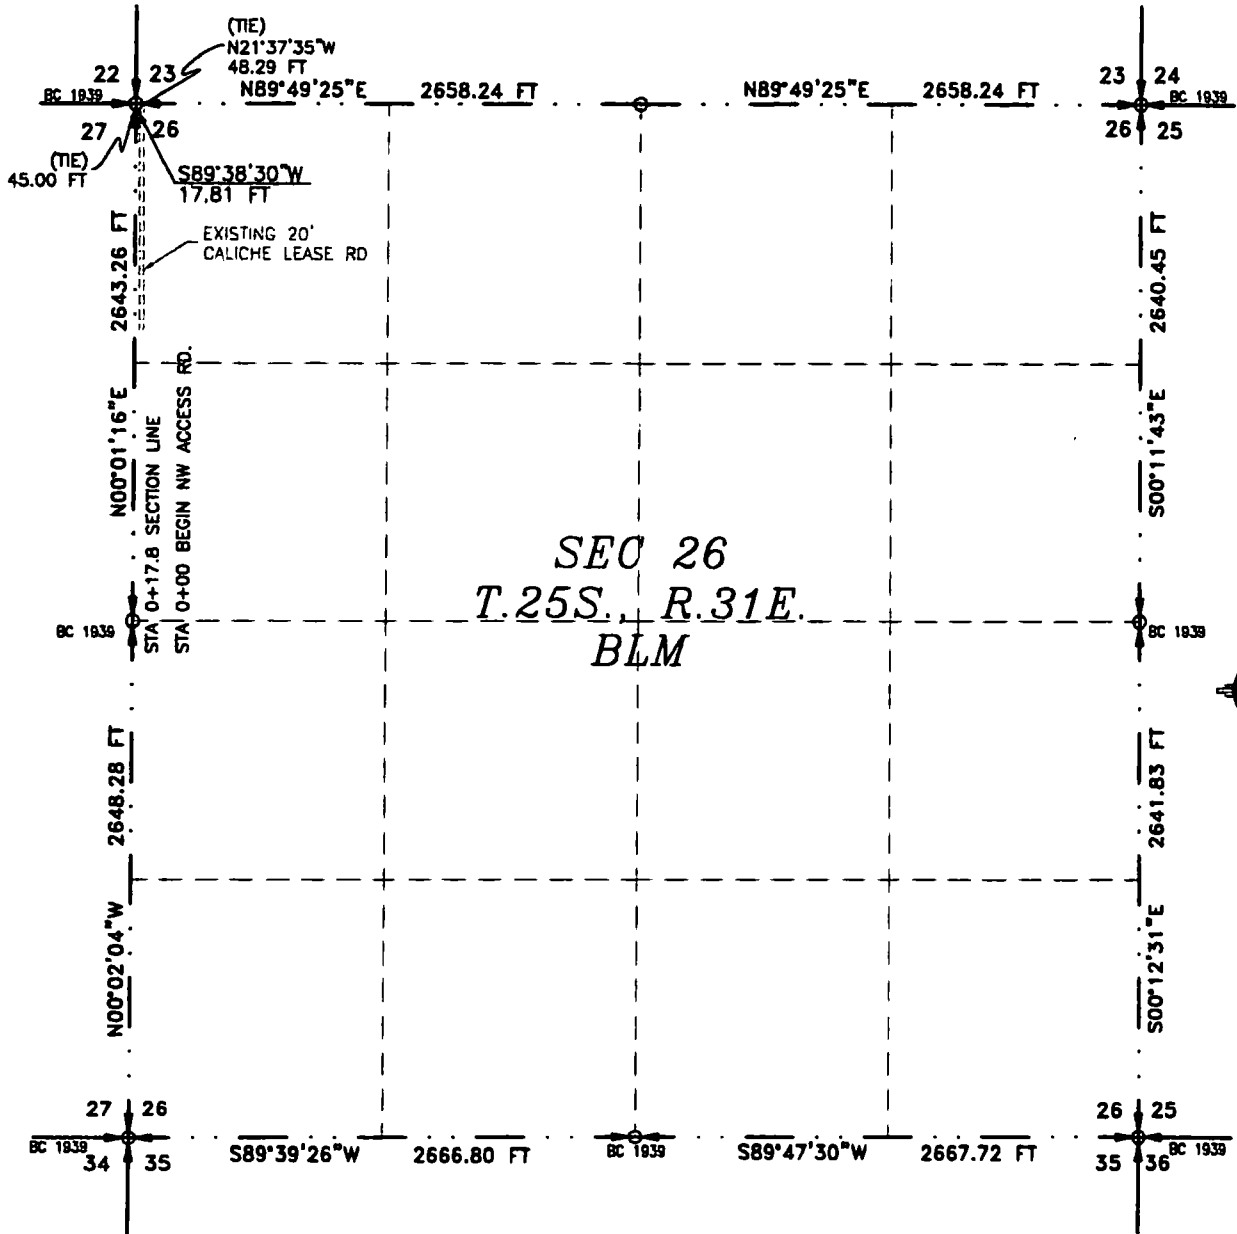 (TIE)
N21°37'35"W
48.29 FT
22 23
23 24
BC 1939
N89°49'25"E 2658.24 FT
N89°49'25"E 2658.24 FT
BC 1939
27 26
26 25
(TIE)
45.00 FT
S89°38'30"W
17.81 FT
EXISTING 20'
CALICHE LEASE RD
2643.26 FT
N00°01'16"E
2640.45 FT
S00°11'43"E
STA 0+17.8 SECTION LINE
STA 0+00 BEGIN NW ACCESS RD.
SEC 26
T.25S., R.31E.
BLM
BC 1939
BC 1939
2648.28 FT
N00°02'04"W
2641.83 FT
S00°12'31"E
27 26
26 25
BC 1939
S89°39'26"W 2666.80 FT
BC 1939
S89°47'30"W 2667.72 FT
BC 1939
34 35
35 36